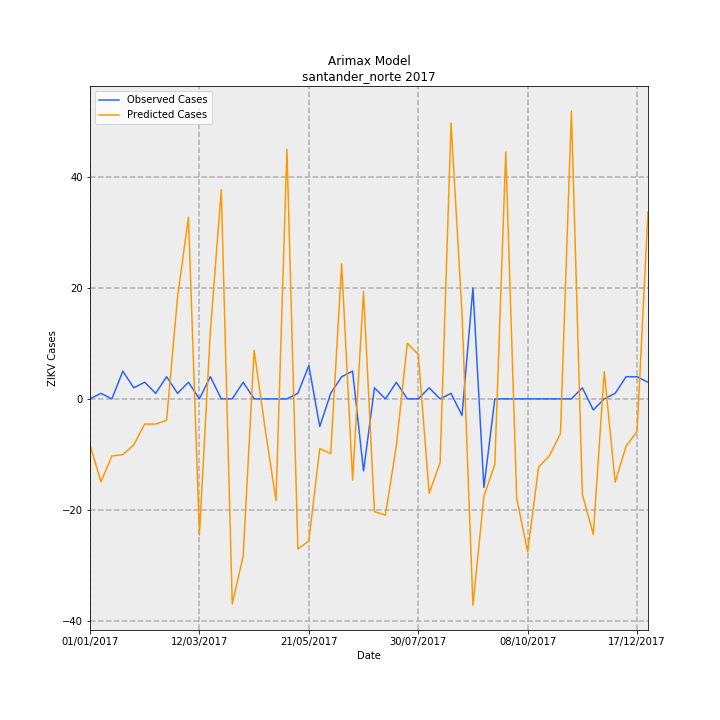 Arimax Model
santander_norte 2017
Observed Cases
Predicted Cases
ZIKV Cases
40
20
0
−20
−40
01/01/2017
12/03/2017
21/05/2017
30/07/2017
08/10/2017
17/12/2017
Date